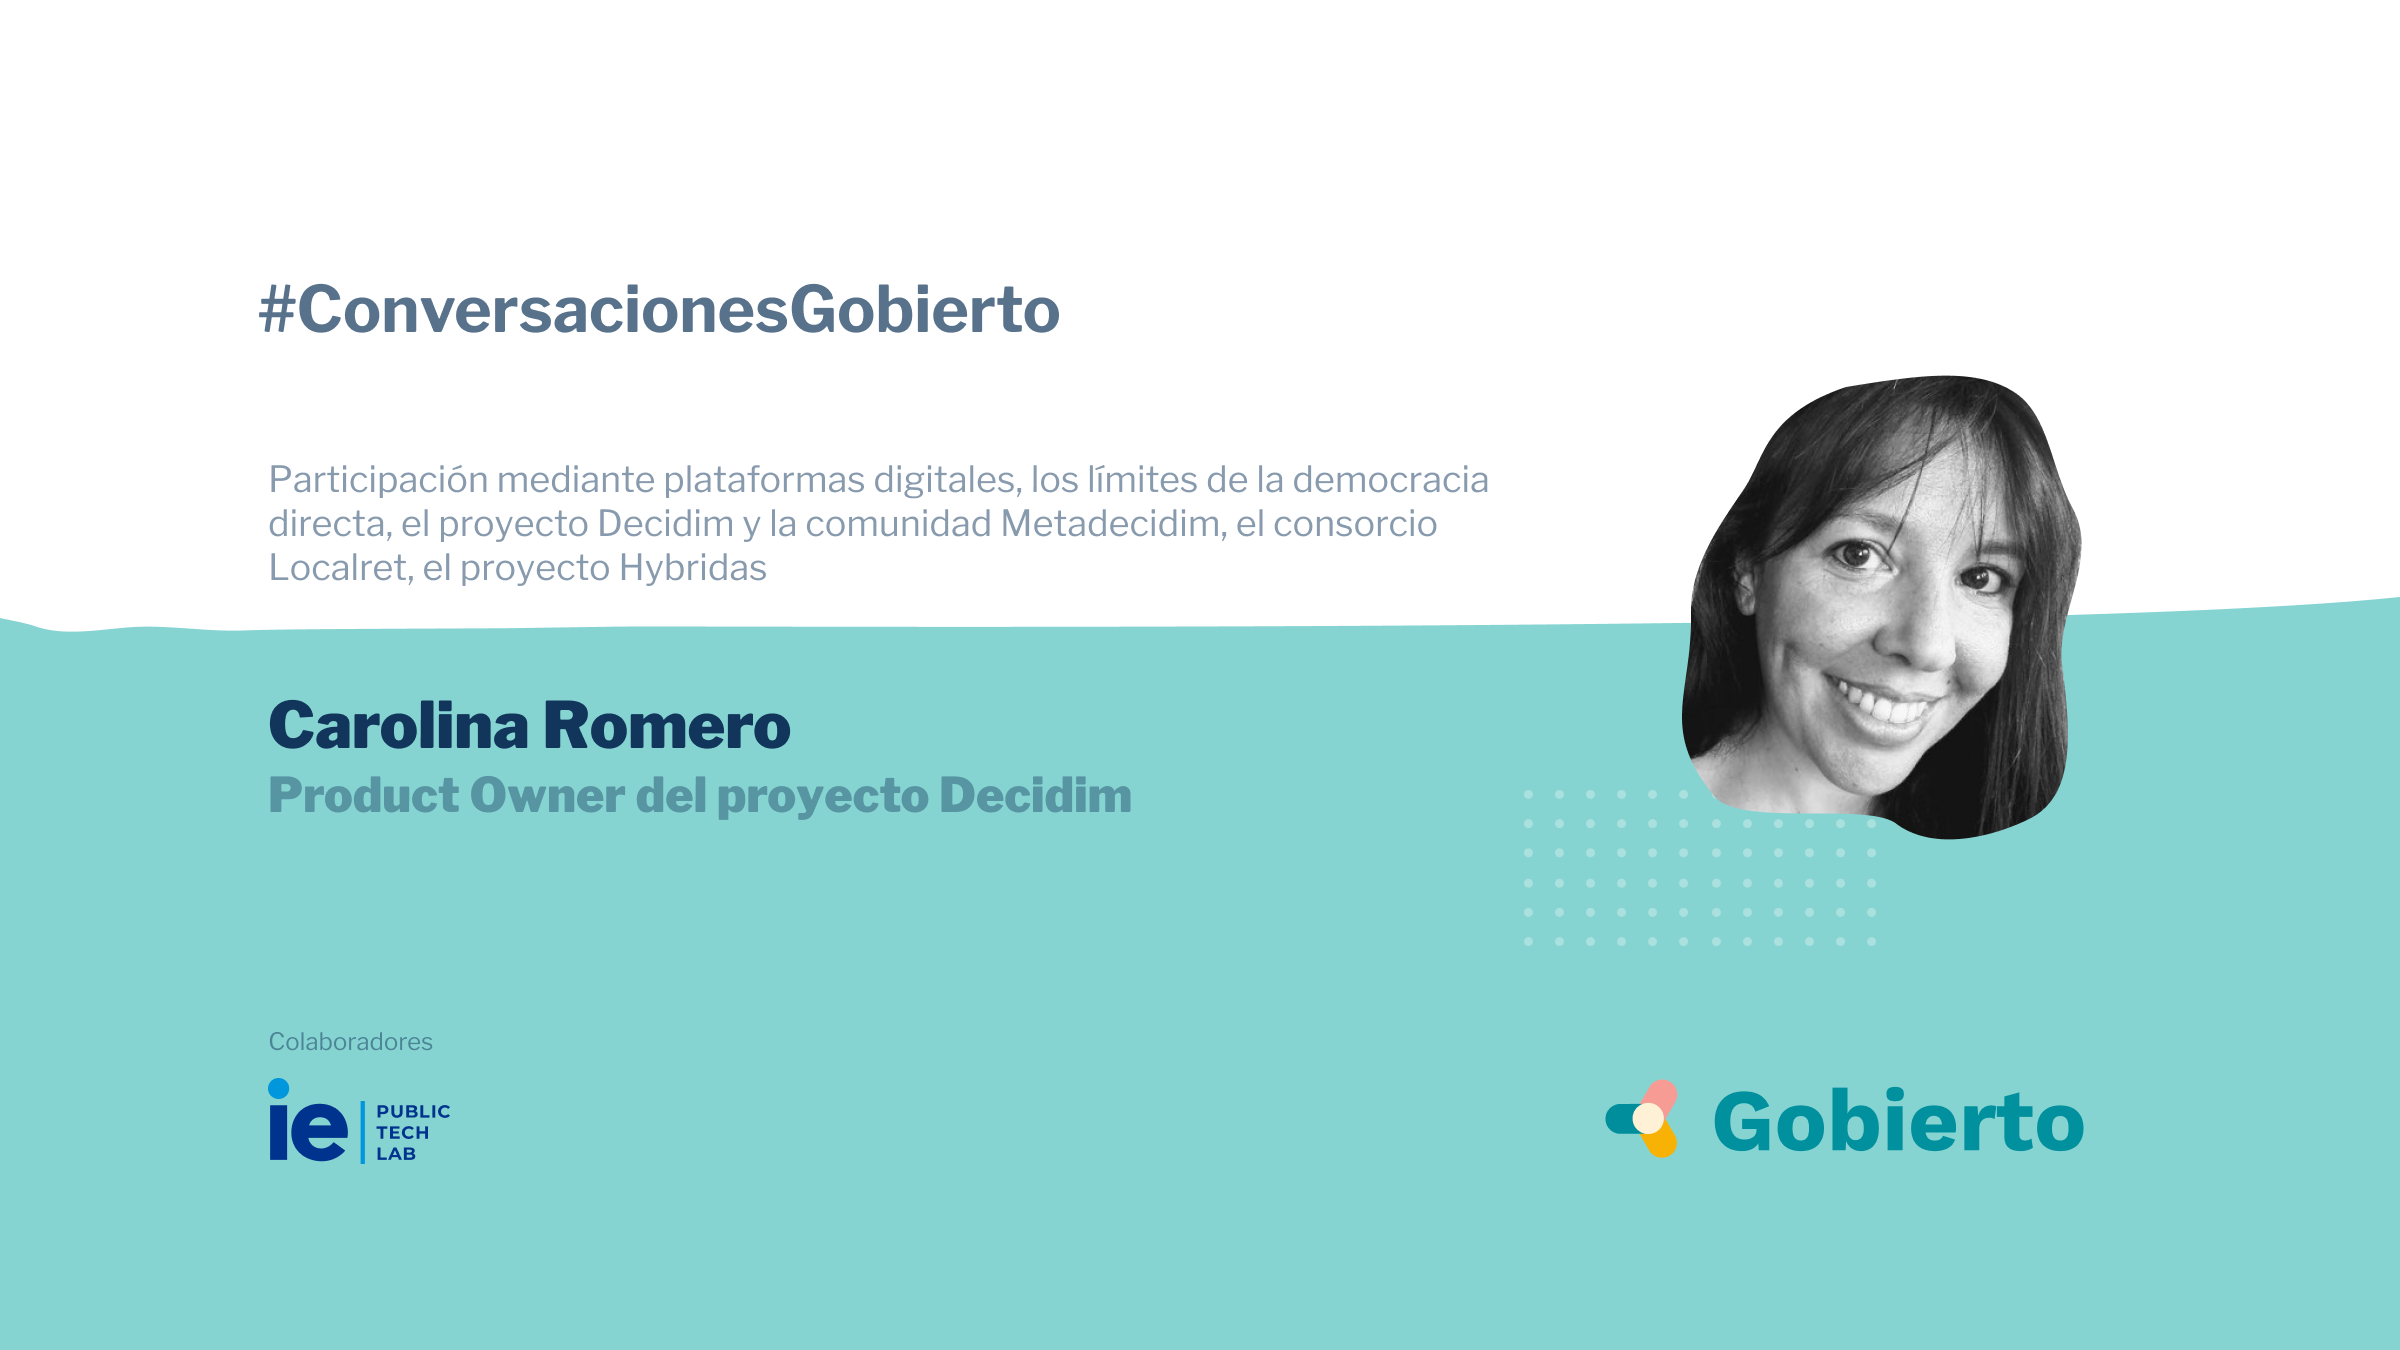 #ConversacionesGobierto
Participación mediante plataformas digitales, los límites de la democracia
directa, el proyecto Decidim y la comunidad Metadecidim, el consorcio
Localret, el proyecto Hybridas
Carolina Romero
Product Owner del proyecto Decidim
Colaboradores
ie
PUBLIC
TECH
LAB
Gobierto